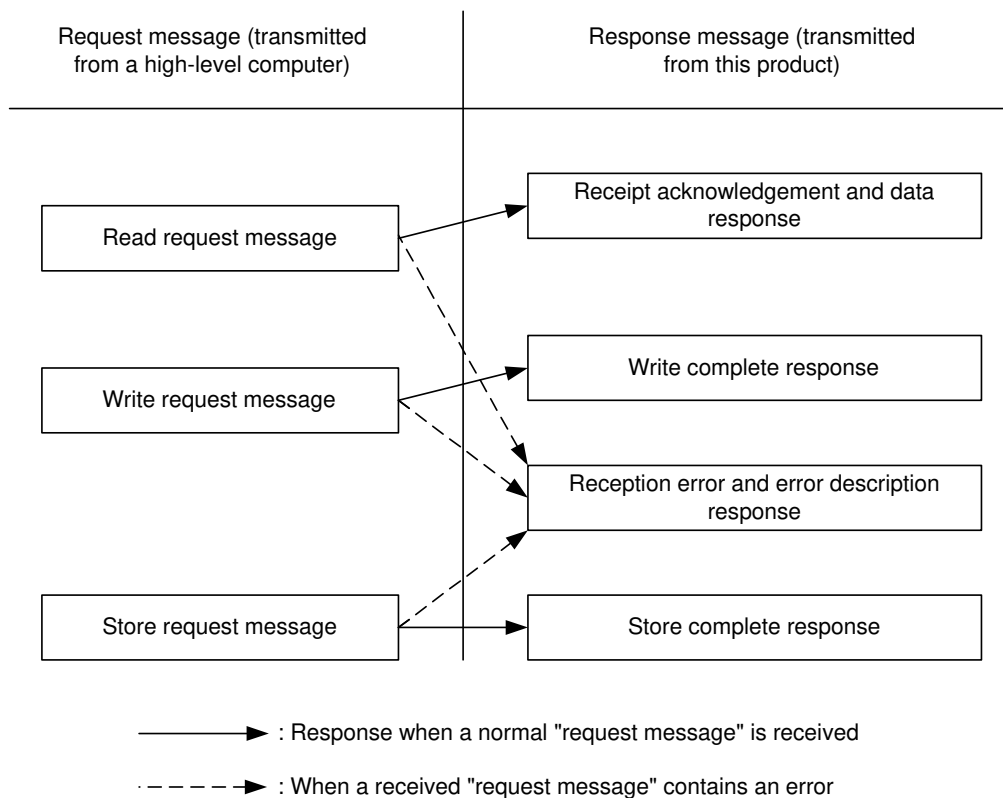 Request message (transmitted
from a high-level computer)
Response message (transmitted
from this product)
Read request message
Receipt acknowledgement and data
response
Write request message
Write complete response
Reception error and error description
response
Store request message
Store complete response
: Response when a normal "request message" is received
: When a received "request message" contains an error